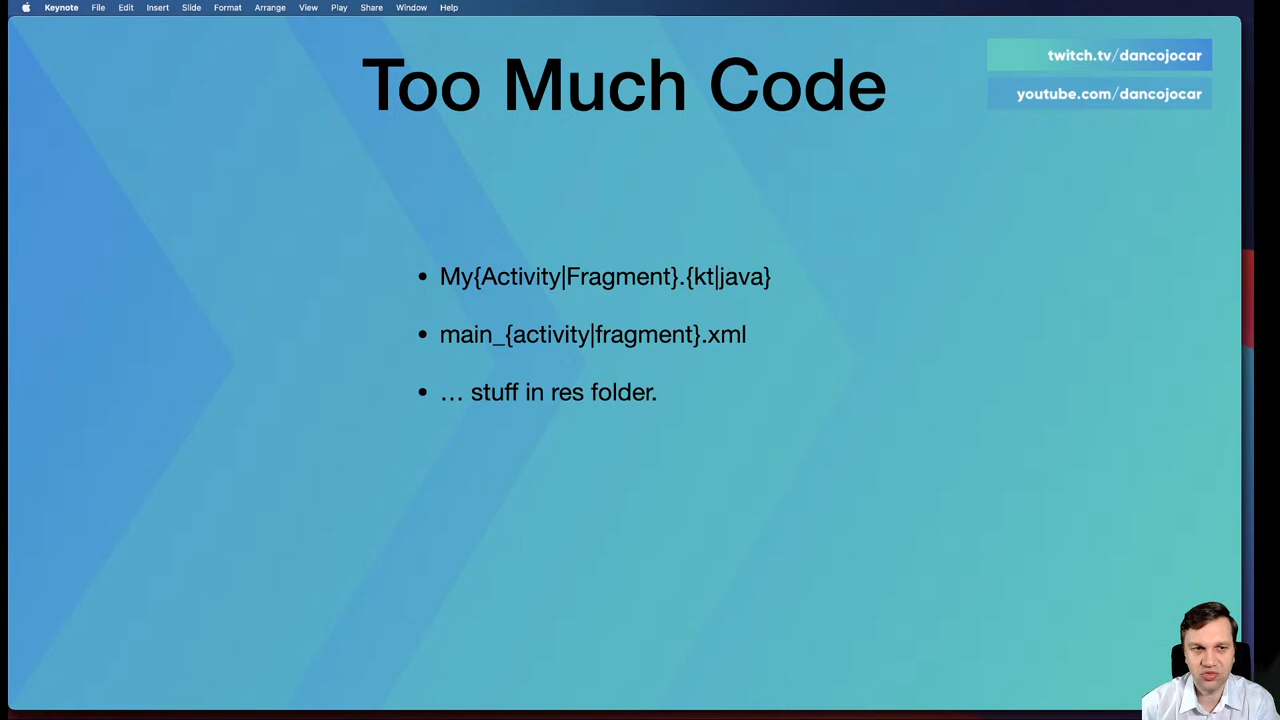 Keynote File Edit Insert Slide Format Arrange View Play Share Window Help
Too Much Code
twitch.tv/dancojocar
youtube.com/dancojocar
• My{Activity|Fragment}.{kt|java}
• main_{activity|fragment}.xml
• … stuff in res folder.